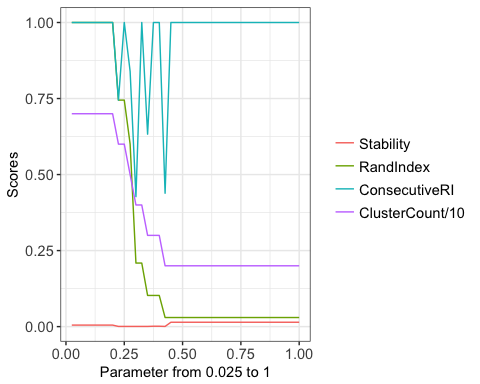 1.00
0.75
0.50
0.25
0.00
Scores
0.00 0.25 0.50 0.75 1.00
Parameter from 0.025 to 1
Stability
RandIndex
ConsecutiveRI
ClusterCount/10